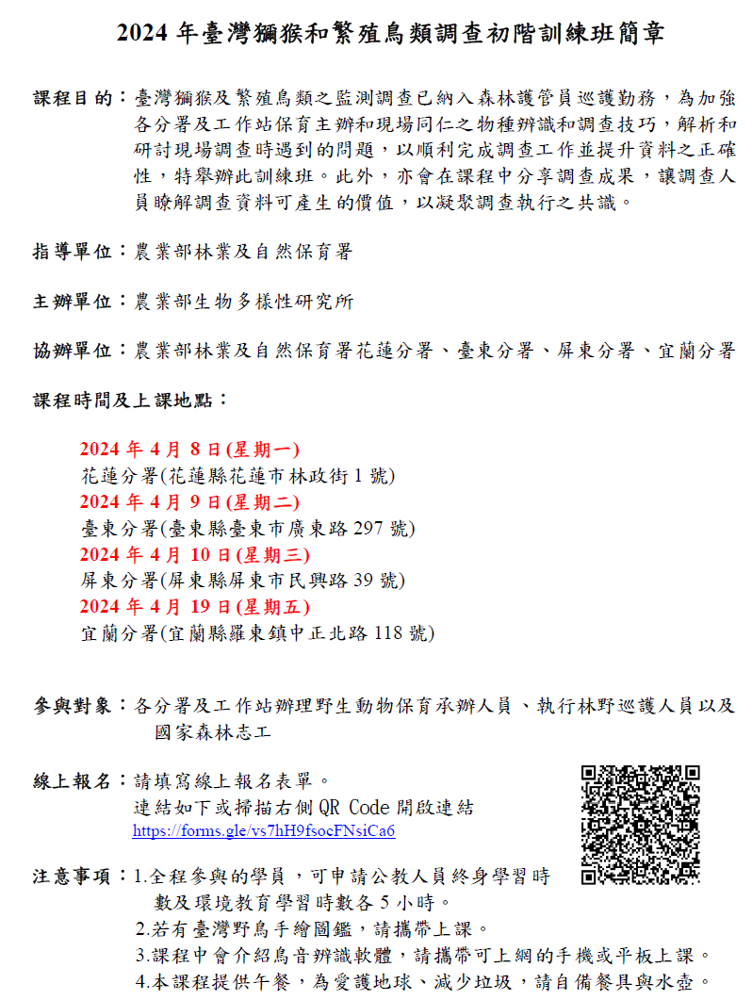 2024 年臺灣獼猴和繁殖鳥類調查初階訓練班簡章
課程目的：臺灣獼猴及繁殖鳥類之監測調查已納入森林護管員巡護勤務，為加強
各分署及工作站保育主辦和現場同仁之物種辨識和調查技巧，解析和
研討現場調查時遇到的問題，以順利完成調查工作並提升資料之正確
性，特舉辦此訓練班。此外，亦會在課程中分享調查成果，讓調查人
員瞭解調查資料可產生的價值，以凝聚調查執行之共識。
指導單位：農業部林業及自然保育署
主辦單位：農業部生物多樣性研究所
協辦單位：農業部林業及自然保育署花蓮分署、臺東分署、屏東分署、宜蘭分署
課程時間及上課地點：
2024 年 4 月 8 日(星期一)
花蓮分署(花蓮縣花蓮市林政街 1 號)
2024 年 4 月 9 日(星期二)
臺東分署(臺東縣臺東市廣東路 297 號)
2024 年 4 月 10 日(星期三)
屏東分署(屏東縣屏東市民興路 39 號)
2024 年 4 月 19 日(星期五)
宜蘭分署(宜蘭縣羅東鎮中正北路 118 號)
參與對象：各分署及工作站辦理野生動物保育承辦人員、執行林野巡護人員以及
國家森林志工
線上報名：請填寫線上報名表單。
連結如下或掃描右側 QR Code 開啟連結
https://forms.gle/vs7hH9fsocFNsiCa6
注意事項：1.全程參與的學員，可申請公教人員終身學習時
數及環境教育學習時數各 5 小時。
2.若有臺灣野鳥手繪圖鑑，請攜帶上課。
3.課程中會介紹鳥音辨識軟體，請攜帶可上網的手機或平板上課。
4.本課程提供午餐，為愛護地球、減少垃圾，請自備餐具與水壺。